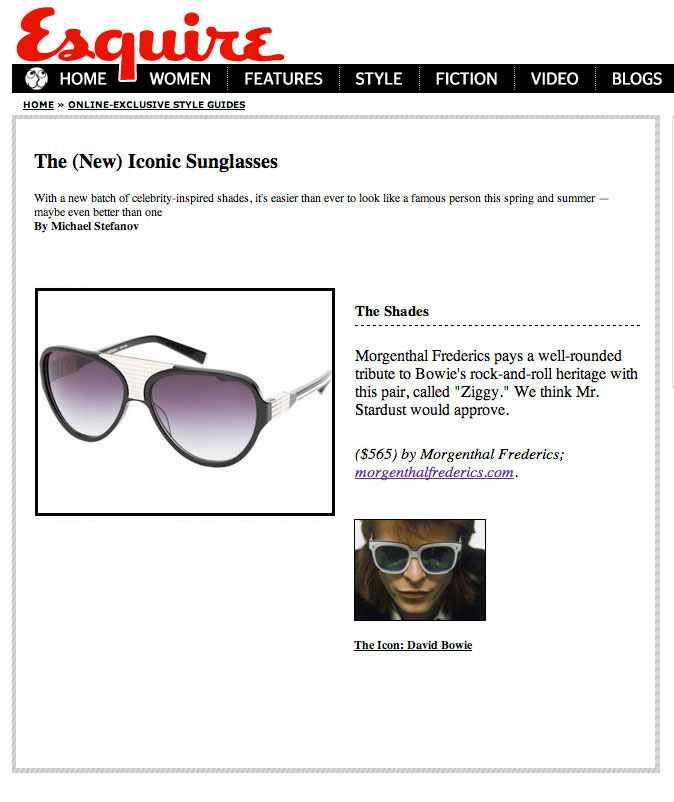 Esquire
HOME WOMEN FEATURES STYLE FICTION VIDEO BLOGS
HOME » ONLINE-EXCLUSIVE STYLE GUIDES
The (New) Iconic Sunglasses
With a new batch of celebrity-inspired shades, it's easier than ever to look like a famous person this spring and summer —
maybe even better than one
By Michael Stefanov
The Shades
Morgenthal Frederics pays a well-rounded
tribute to Bowie's rock-and-roll heritage with
this pair, called "Ziggy." We think Mr.
Stardust would approve.
($565) by Morgenthal Frederics;
morgenthalfrederics.com.
The Icon: David Bowie